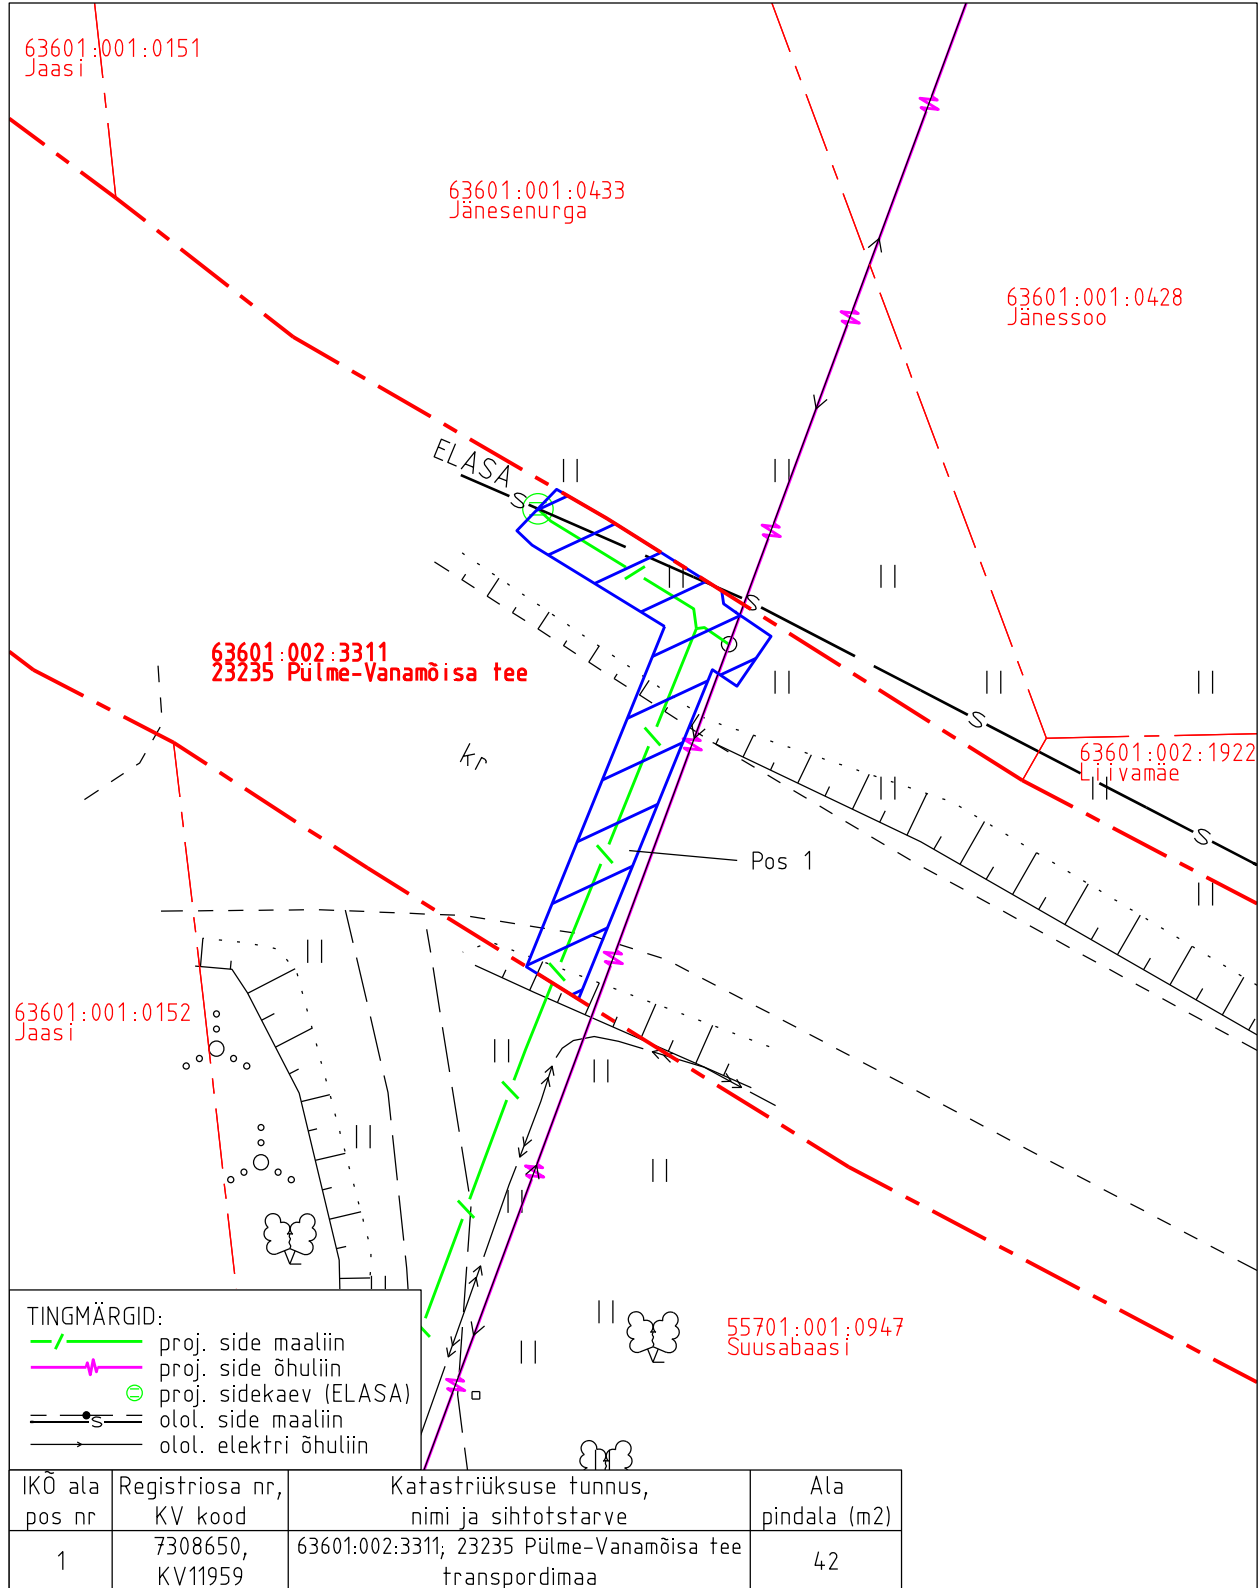 63601:001:0151
Jaasi
63601:001:0433
Jänesenurga
63601:001:0428
Jänessoo
ELASA
S
S
63601:002:3311
23235 Pülme-Vanamõisa tee
S
kr
63601:002:1922
Liivamäe
S
Pos 1
63601:001:0152
Jaasi
55701:001:0947
Suusabaasi
TINGMÄRGID:
proj. side maaliin
proj. side õhuliin
proj. sidekaev (ELASA)
S
olol. side maaliin
olol. elektri õhuliin
IKÕ ala pos nr
Registriosa nr, KV kood
Katastriüksuse tunnus, nimi ja sihtotstarve
Ala pindala (m2)
1
7308650, KV11959
63601:002:3311; 23235 Pülme-Vanamõisa tee transpordimaa
42